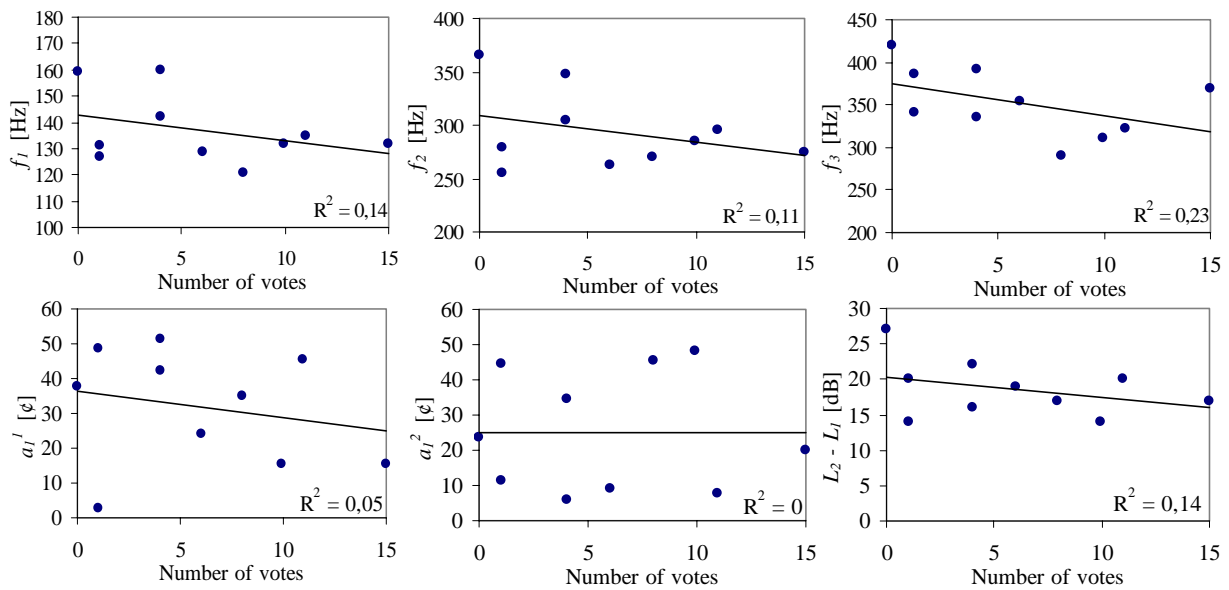 180
170
160
150
140
130
120
110
100
f1 [Hz]
R² = 0,14
0 5 10 15
Number of votes
400
350
300
250
200
f2 [Hz]
R² = 0,11
0 5 10 15
Number of votes
450
400
350
300
250
200
f3 [Hz]
R² = 0,23
0 5 10 15
Number of votes
60
50
40
30
20
10
0
a1¹ [¢]
R² = 0,05
0 5 10 15
Number of votes
60
50
40
30
20
10
0
a1² [¢]
R² = 0
0 5 10 15
Number of votes
30
25
20
15
10
5
0
L2 - L1 [dB]
R² = 0,14
0 5 10 15
Number of votes